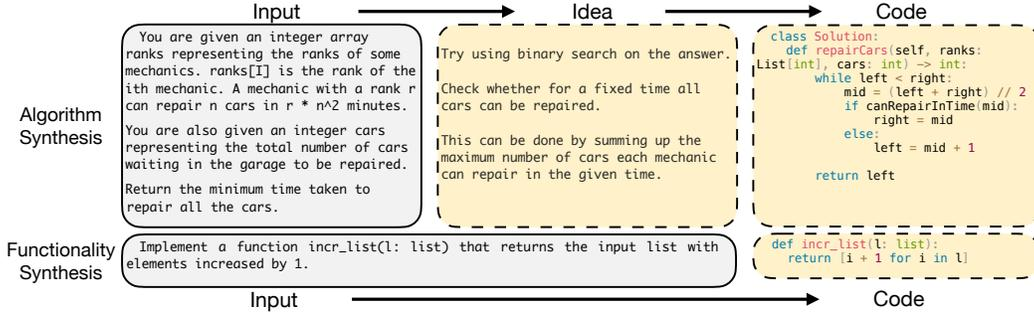 Input
Idea
Code
Algorithm
Synthesis
You are given an integer array
ranks representing the ranks of some
mechanics. ranks[I] is the rank of the
ith mechanic. A mechanic with a rank r
can repair n cars in r * n^2 minutes.
You are also given an integer cars
representing the total number of cars
waiting in the garage to be repaired.
Return the minimum time taken to
repair all the cars.
Try using binary search on the answer.
Check whether for a fixed time all
cars can be repaired.
This can be done by summing up the
maximum number of cars each mechanic
can repair in the given time.
class Solution:
def repairCars(self, ranks:
List[int], cars: int) -> int:
while left < right:
mid = (left + right) // 2
if canRepairInTime(mid):
right = mid
else:
left = mid + 1
return left
Functionality
Synthesis
Implement a function incr_list(l: list) that returns the input list with
elements increased by 1.
def incr_list(l: list):
return [i + 1 for i in l]
Input
Code